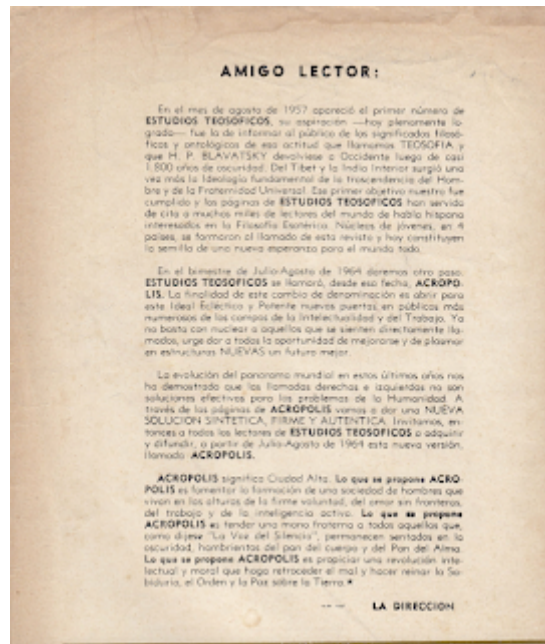 AMIGO LECTOR:
En el mes de agosto de 1957 apareció el primer número de
ESTUDIOS TEOSOFICOS, su aspiración —hoy plenamente lo-
grada— fue la de informar al público de los significados filosó-
ficos y ontológicos de esa actitud que llamamos TEOSOFIA y
que H. P. BLAVATSKY devolviese a Occidente luego de casi
1.800 años de oscuridad. Del Tibet y la India Interior surgió una
vez más la Ideología fundamental de la trascendencia del Hom-
bre y de la Fraternidad Universal. Ese primer objetivo nuestro fue
cumplido y las páginas de ESTUDIOS TEOSOFICOS han servido
de cita a muchos miles de lectores del mundo de habla hispana
interesados en la Filosofía Esotérica. Núcleos de jóvenes, en 4
países, se formaron al llamado de esta revista y hoy constituyen
la semilla de una nueva esperanza para el mundo todo.
En el bimestre de Julio-Agosto de 1964 daremos otro paso.
ESTUDIOS TEOSOFICOS se llamará, desde esa fecha, ACROPO-
LIS. La finalidad de este cambio de denominación es abrir para
este Ideal Ecléctico y Potente nuevas puertas, en públicos más
numerosos de los campos de la Intelectualidad y del Trabajo. Ya
no basta con nuclear a aquellos que se sienten directamente lla-
mados, urge dar a todos la oportunidad de mejorarse y de plasmar
en estructuras NUEVAS un futuro mejor.
La evolución del panorama mundial en estos últimos años nos
ha demostrado que las llamadas derechas e izquierdas no son
soluciones efectivas para los problemas de la Humanidad. A
través de las páginas de ACROPOLIS vamos a dar una NUEVA
SOLUCION SINTETICA, FIRME Y AUTENTICA. Invitamos, en-
tonces a todos los lectores de ESTUDIOS TEOSOFICOS a adquirir
y difundir, a partir de Julio-Agosto de 1964 esta nueva versión,
llamada ACROPOLIS.
ACROPOLIS significa Ciudad Alta. Lo que se propone ACRO-
POLIS es fomentar la formación de una sociedad de hombres que
vivan en las alturas de la firme voluntad, del amor sin fronteras,
del trabajo y de la inteligencia activa. Lo que se propone
ACROPOLIS es tender una mano fraterna a todos aquellos que,
como dijese "La Voz del Silencio", permanecen sentados en la
oscuridad, hambrientos del pan del cuerpo y del Pan del Alma.
Lo que se propone ACROPOLIS es propiciar una revolución inte-
lectual y moral que haga retroceder el mal y hacer reinar la Sa-
biduría, el Orden y la Paz sobre la Tierra.*
LA DIRECCION